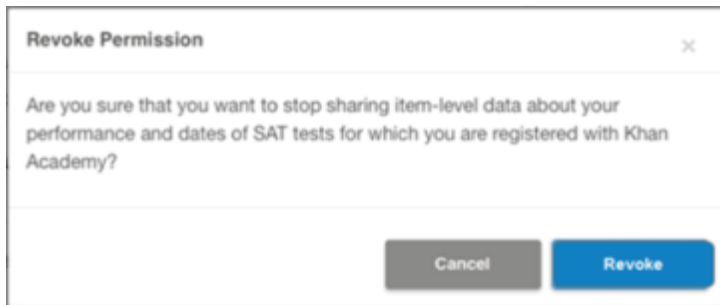 Revoke Permission
×
Are you sure that you want to stop sharing item-level data about your
performance and dates of SAT tests for which you are registered with Khan
Academy?
Cancel Revoke